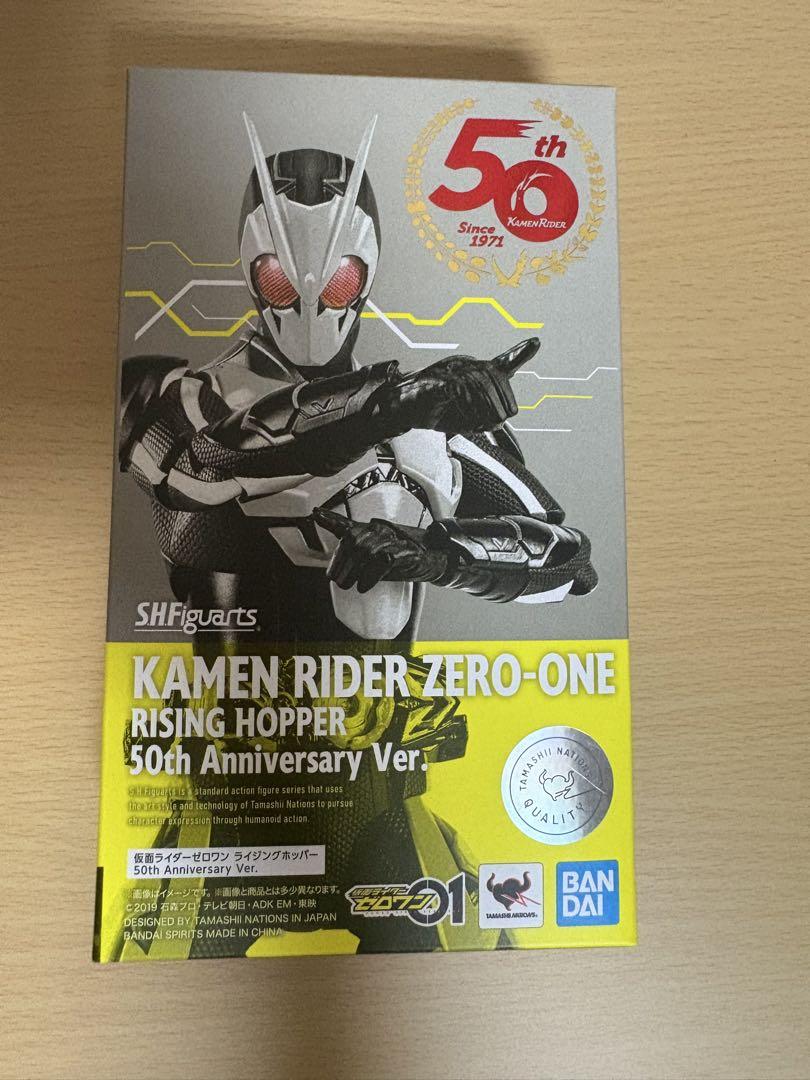 50th
KAMEN RIDER
Since
1971
S.H.Figuarts
KAMEN RIDER ZERO-ONE
RISING HOPPER
50th Anniversary Ver.
S.H.Figuarts is a standard action figure series that uses
the art style and technology of Tamashii Nations to pursue
character expression through humanoid action.
TAMASHII NATIONS
QUALITY
仮面ライダーゼロワン ライジングホッパー
50th Anniversary Ver.
※画像はイメージです。※画像と商品とは多少異なります。
©2019 石森プロ・テレビ朝日・ADK EM・東映
DESIGNED BY TAMASHII NATIONS IN JAPAN
BANDAI SPIRITS MADE IN CHINA
仮面ライダー
ゼロワン 01
TAMASHII NATIONS
BAN
DAI